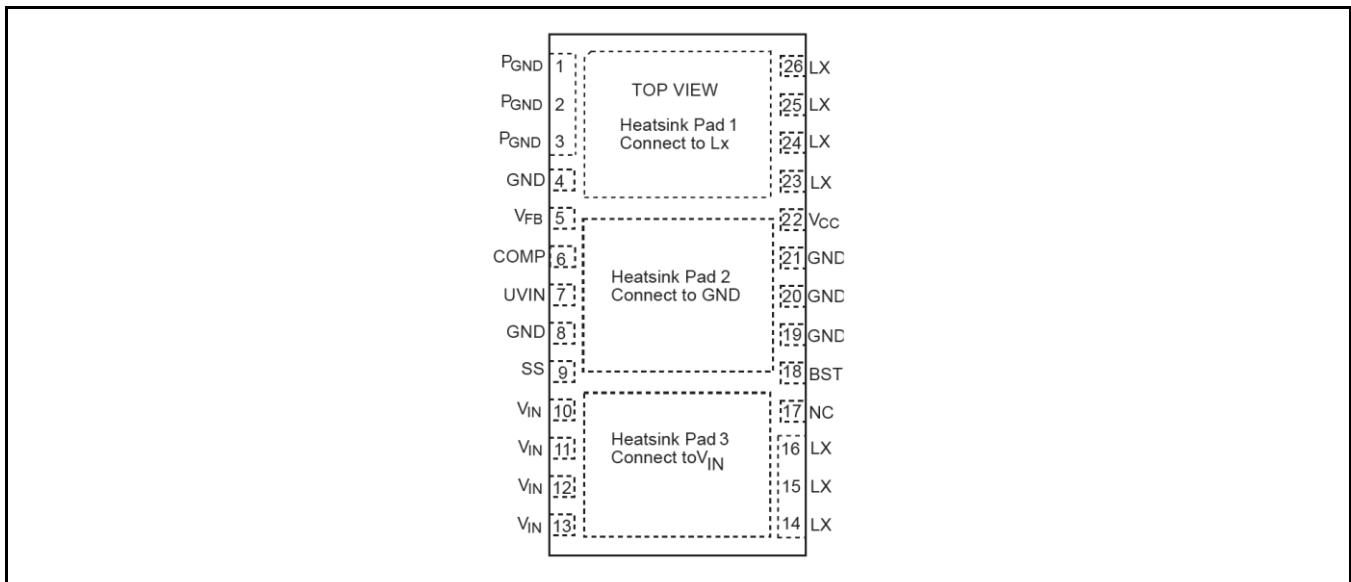 PGND 1
PGND 2
PGND 3
GND 4
VFB 5
COMP 6
UVIN 7
GND 8
SS 9
VIN 10
VIN 11
VIN 12
VIN 13
TOP VIEW
Heatsink Pad 1
Connect to Lx
Heatsink Pad 2
Connect to GND
Heatsink Pad 3
Connect toVIN
26 LX
25 LX
24 LX
23 LX
22 VCC
21 GND
20 GND
19 GND
18 BST
17 NC
16 LX
15 LX
14 LX